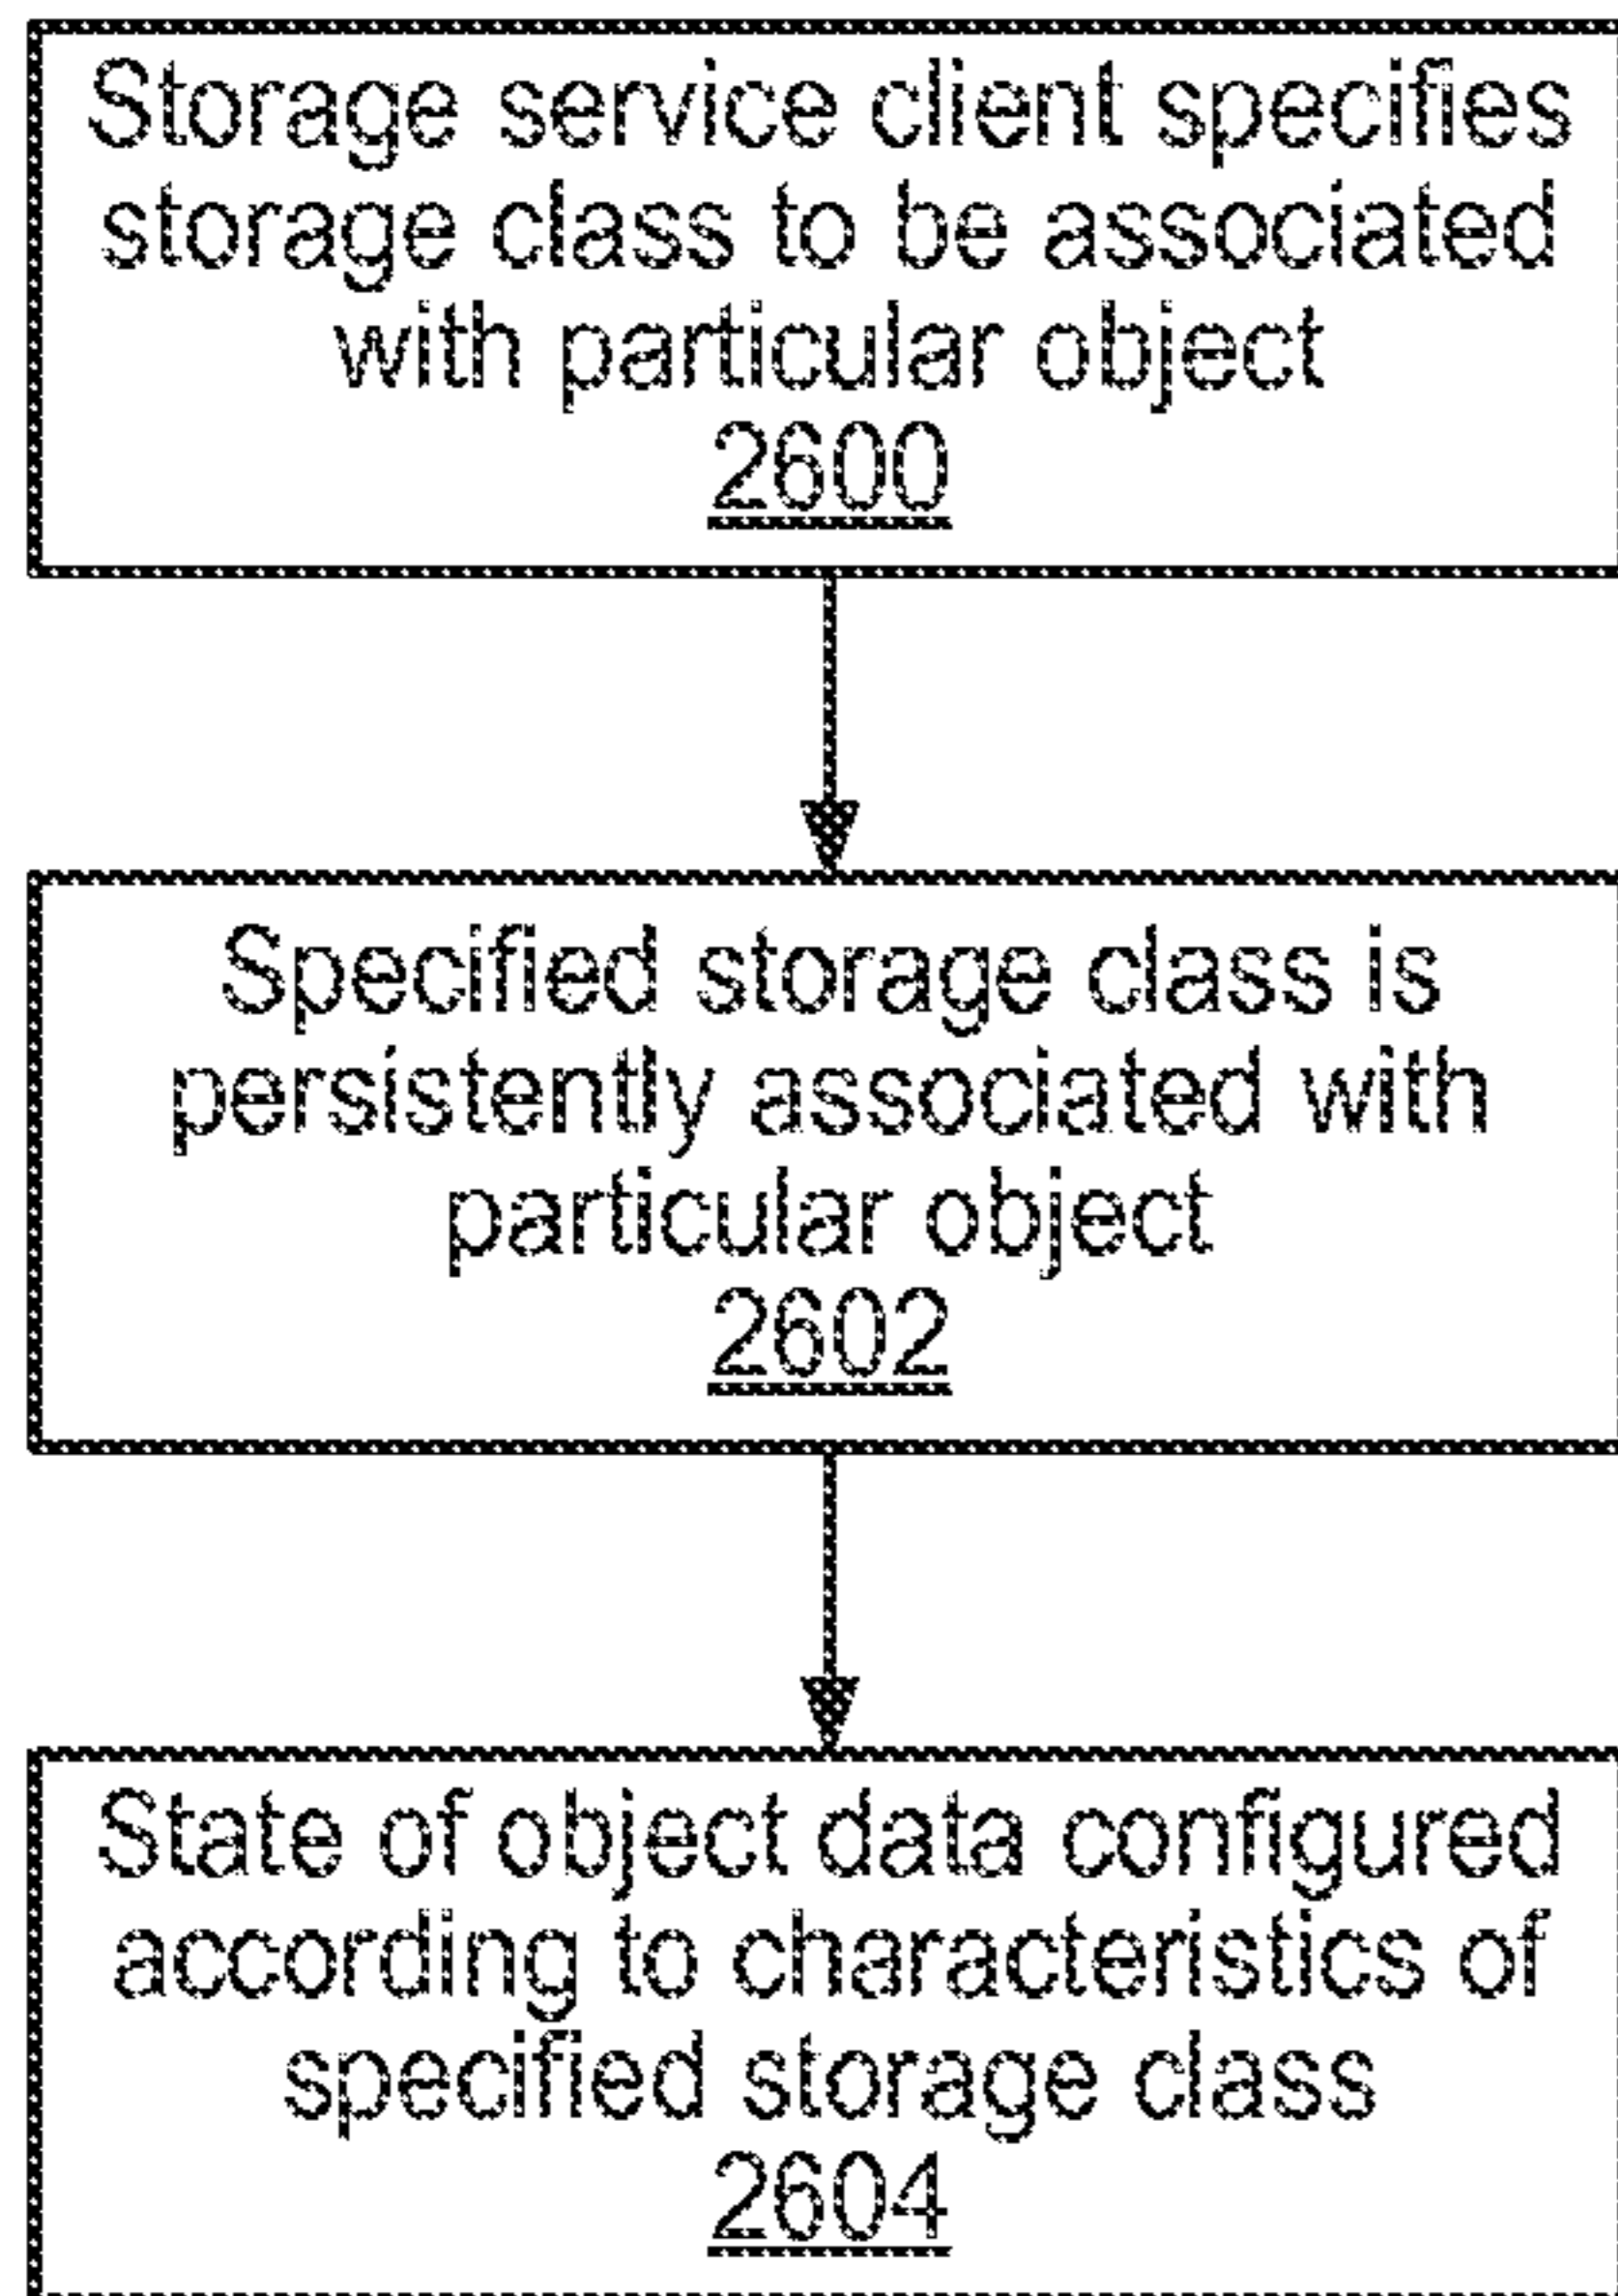 Storage service client specifies
storage class to be associated
with particular object
2600
Specified storage class is
persistently associated with
particular object
2602
State of object data configured
according to characteristics of
specified storage class
2604